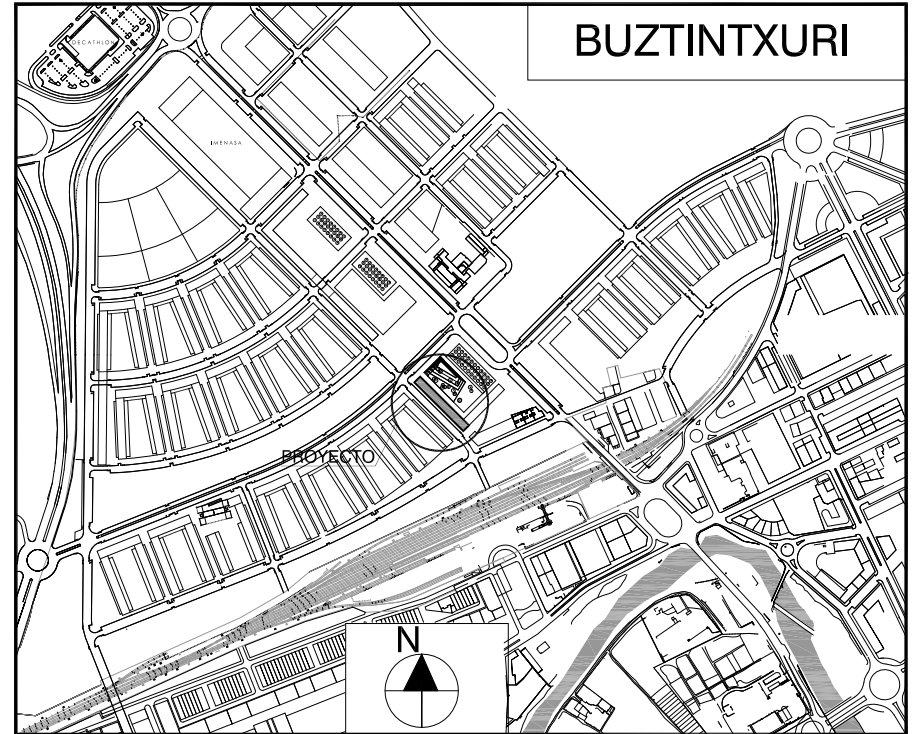 BUZTINTXURI
DECATHLON
IMENASA
PROYECTO
N